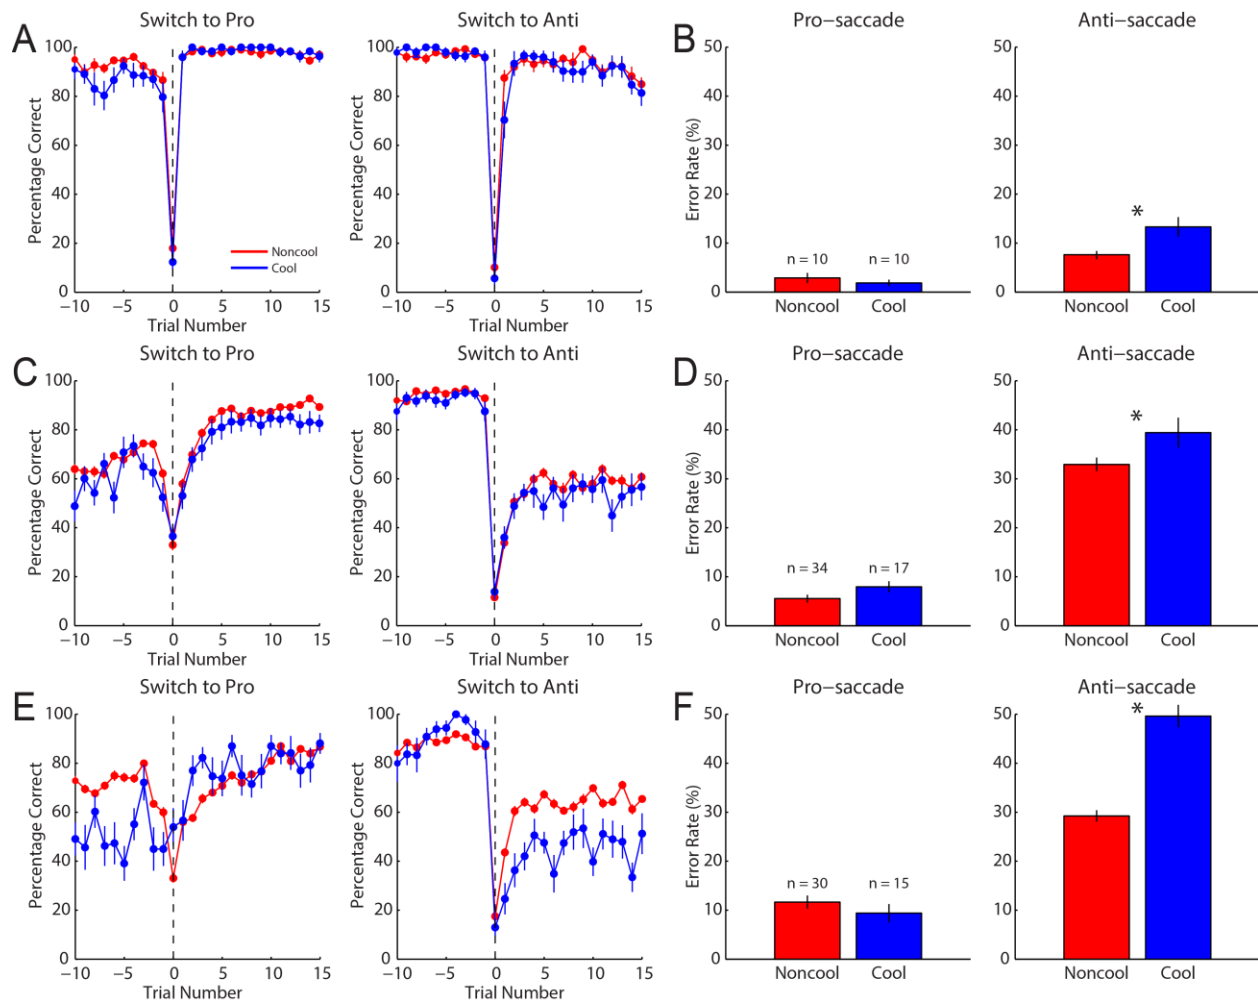 A
Switch to Pro
Switch to Anti
B
Pro-saccade
Anti-saccade
Percentage Correct
100
80
60
40
20
0
Noncool
Cool
−10 −5 0 5 10 15
Trial Number
Percentage Correct
100
80
60
40
20
0
−10 −5 0 5 10 15
Trial Number
Error Rate (%)
50
40
30
20
10
0
n = 10 n = 10
Noncool Cool
50
40
30
20
10
0
*
Noncool Cool
C
Switch to Pro
Switch to Anti
D
Pro-saccade
Anti-saccade
Percentage Correct
100
80
60
40
20
0
−10 −5 0 5 10 15
Trial Number
Percentage Correct
100
80
60
40
20
0
−10 −5 0 5 10 15
Trial Number
Error Rate (%)
50
40
30
20
10
0
n = 34 n = 17
Noncool Cool
Error Rate (%)
50
40
30
20
10
0
*
Noncool Cool
E
Switch to Pro
Switch to Anti
F
Pro-saccade
Anti-saccade
Percentage Correct
100
80
60
40
20
0
−10 −5 0 5 10 15
Trial Number
Percentage Correct
100
80
60
40
20
0
−10 −5 0 5 10 15
Trial Number
Error Rate (%)
50
40
30
20
10
0
n = 30 n = 15
Noncool Cool
Error Rate (%)
50
40
30
20
10
0
*
Noncool Cool